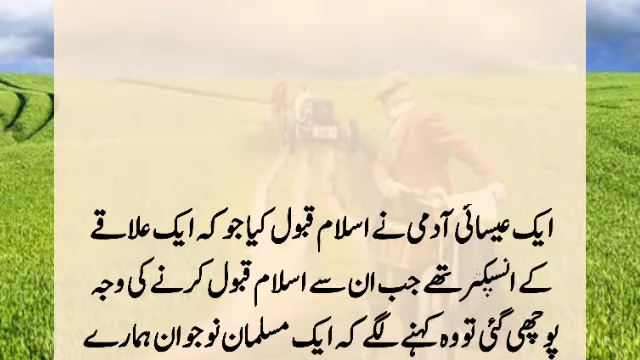 ایک عیسائی آدمی نے اسلام قبول کیا جو کہ ایک علاقے
کے انسپکٹر تھے جب ان سے اسلام قبول کرنے کی وجہ
پوچھی گئی تو وہ کہنے لگے کہ ایک مسلمان نوجوان ہمارے